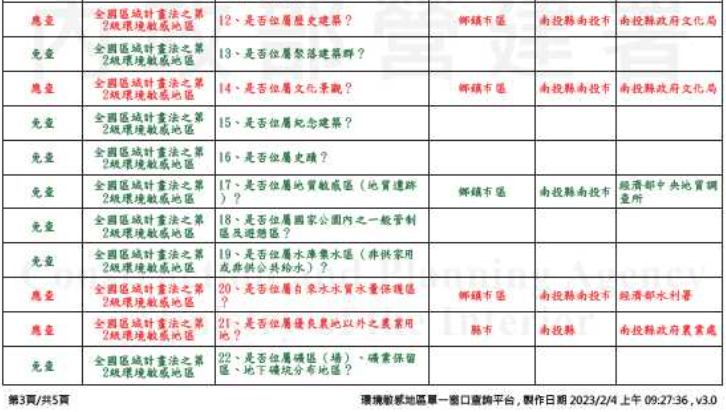 內政部營建署
應查 全國區域計畫法之第2級環境敏感地區 12、是否位屬歷史建築? 鄉鎮市區 南投縣南投市 南投縣政府文化局
免查 全國區域計畫法之第2級環境敏感地區 13、是否位屬聚落建築群?
應查 全國區域計畫法之第2級環境敏感地區 14、是否位屬文化景觀? 鄉鎮市區 南投縣南投市 南投縣政府文化局
免查 全國區域計畫法之第2級環境敏感地區 15、是否位屬紀念建築?
免查 全國區域計畫法之第2級環境敏感地區 16、是否位屬史蹟?
免查 全國區域計畫法之第2級環境敏感地區 17、是否位屬地質敏感區(地質遺跡)? 鄉鎮市區 南投縣南投市 經濟部中央地質調查所
免查 全國區域計畫法之第2級環境敏感地區 18、是否位屬國家公園內之一般管制區及遊憩區?
免查 全國區域計畫法之第2級環境敏感地區 19、是否位屬水庫集水區(非供家用或非供公共給水)?
應查 全國區域計畫法之第2級環境敏感地區 20、是否位屬自來水水質水量保護區? 鄉鎮市區 南投縣南投市 經濟部水利署
應查 全國區域計畫法之第2級環境敏感地區 21、是否位屬優良農地以外之農業用地? 縣市 南投縣 南投縣政府農業處
免查 全國區域計畫法之第2級環境敏感地區 22、是否位屬礦區(場)、礦業保留區、地下礦坑分布地區?
第3頁/共5頁
環境敏感地區單一窗口查詢平台 , 製作日期 2023/2/4 上午 09:27:36 , v3.0